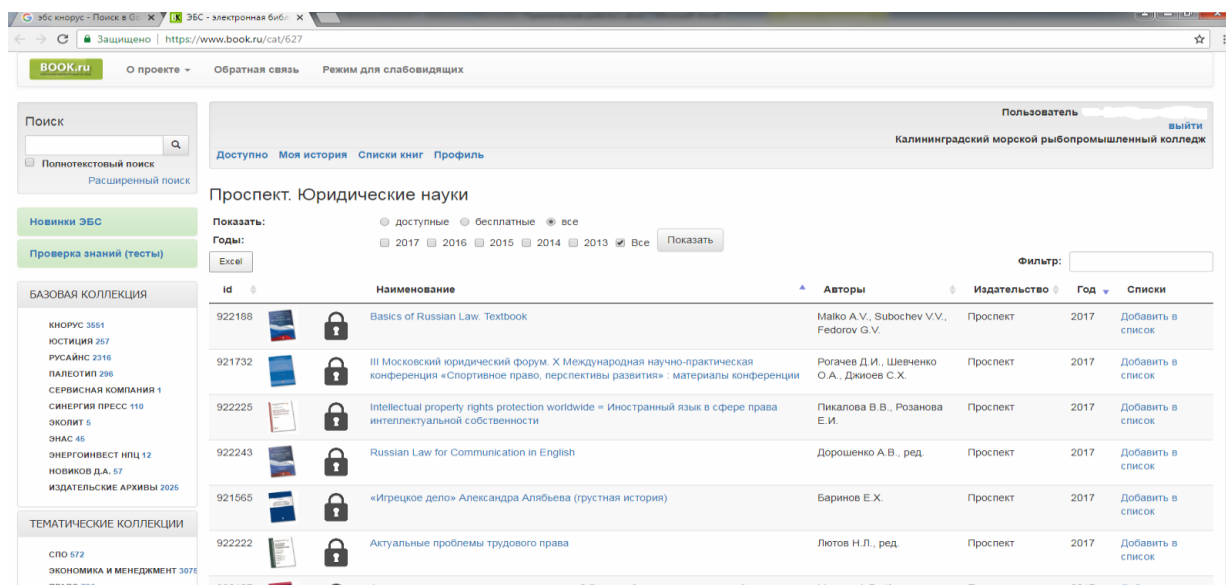 эбс кнорус - Поиск в Go
ЭБС - электронная библ
Защищено | https://www.book.ru/cat/627
BOOK.ru
О проекте
Обратная связь
Режим для слабовидящих
Поиск
Полнотекстовый поиск
Расширенный поиск
Новинки ЭБС
Проверка знаний (тесты)
БАЗОВАЯ КОЛЛЕКЦИЯ
КНОРУС 3551
ЮСТИЦИЯ 257
РУСАЙНС 2316
ПАЛЕОТИП 296
СЕРВИСНАЯ КОМПАНИЯ 1
СИНЕРГИЯ ПРЕСС 110
ЭКОЛИТ 5
ЭНАС 45
ЭНЕРГОИНВЕСТ НПЦ 12
НОВИКОВ Д.А. 57
ИЗДАТЕЛЬСКИЕ АРХИВЫ 2025
ТЕМАТИЧЕСКИЕ КОЛЛЕКЦИИ
СПО 572
ЭКОНОМИКА И МЕНЕДЖМЕНТ 3075
Пользователь
выйти
Калининградский морской рыбопромышленный колледж
Доступно Моя история Списки книг Профиль
Проспект. Юридические науки
Показать: доступные бесплатные все
Годы: 2017 2016 2015 2014 2013 Все Показать
Excel
Фильтр:
id Наименование Авторы Издательство Год Списки
922188 Basics of Russian Law. Textbook Malko A.V., Subochev V.V., Проспект 2017 Добавить в
Fedorov G.V. список
921732 III Московский юридический форум. X Международная научно-практическая Рогачев Д.И., Шевченко Проспект 2017 Добавить в
конференция «Спортивное право, перспективы развития» : материалы конференции О.А., Джиоев С.Х. список
922225 Intellectual property rights protection worldwide = Иностранный язык в сфере права Пикалова В.В., Розанова Проспект 2017 Добавить в
интеллектуальной собственности Е.И. список
922243 Russian Law for Communication in English Дорошенко А.В., ред. Проспект 2017 Добавить в
список
921565 «Игрецкое дело» Александра Алябьева (грустная история) Баринов Е.Х. Проспект 2017 Добавить в
список
922222 Актуальные проблемы трудового права Лютов Н.Л., ред. Проспект 2017 Добавить в
список